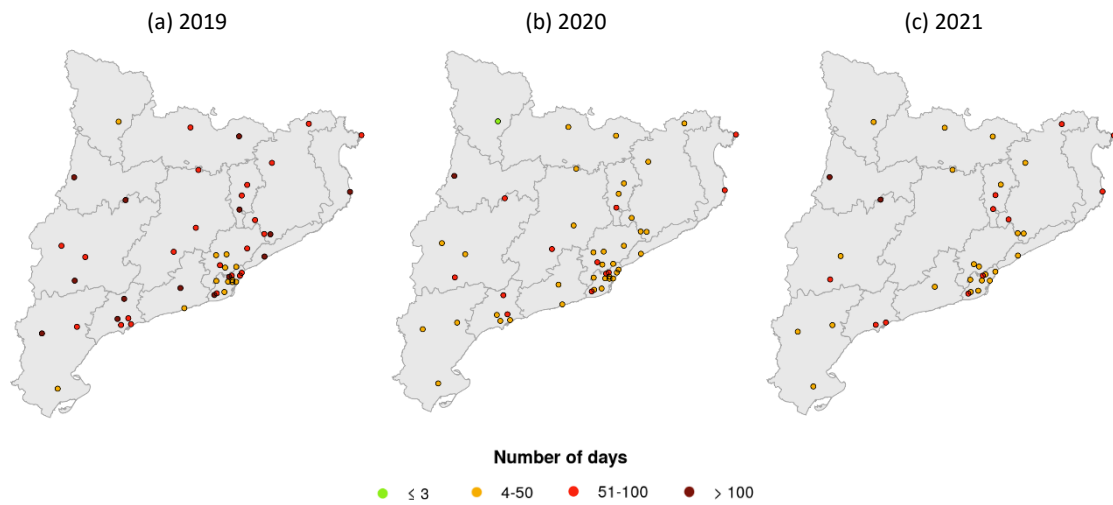 (a) 2019
(b) 2020
(c) 2021
Number of days
≤ 3
4-50
51-100
> 100